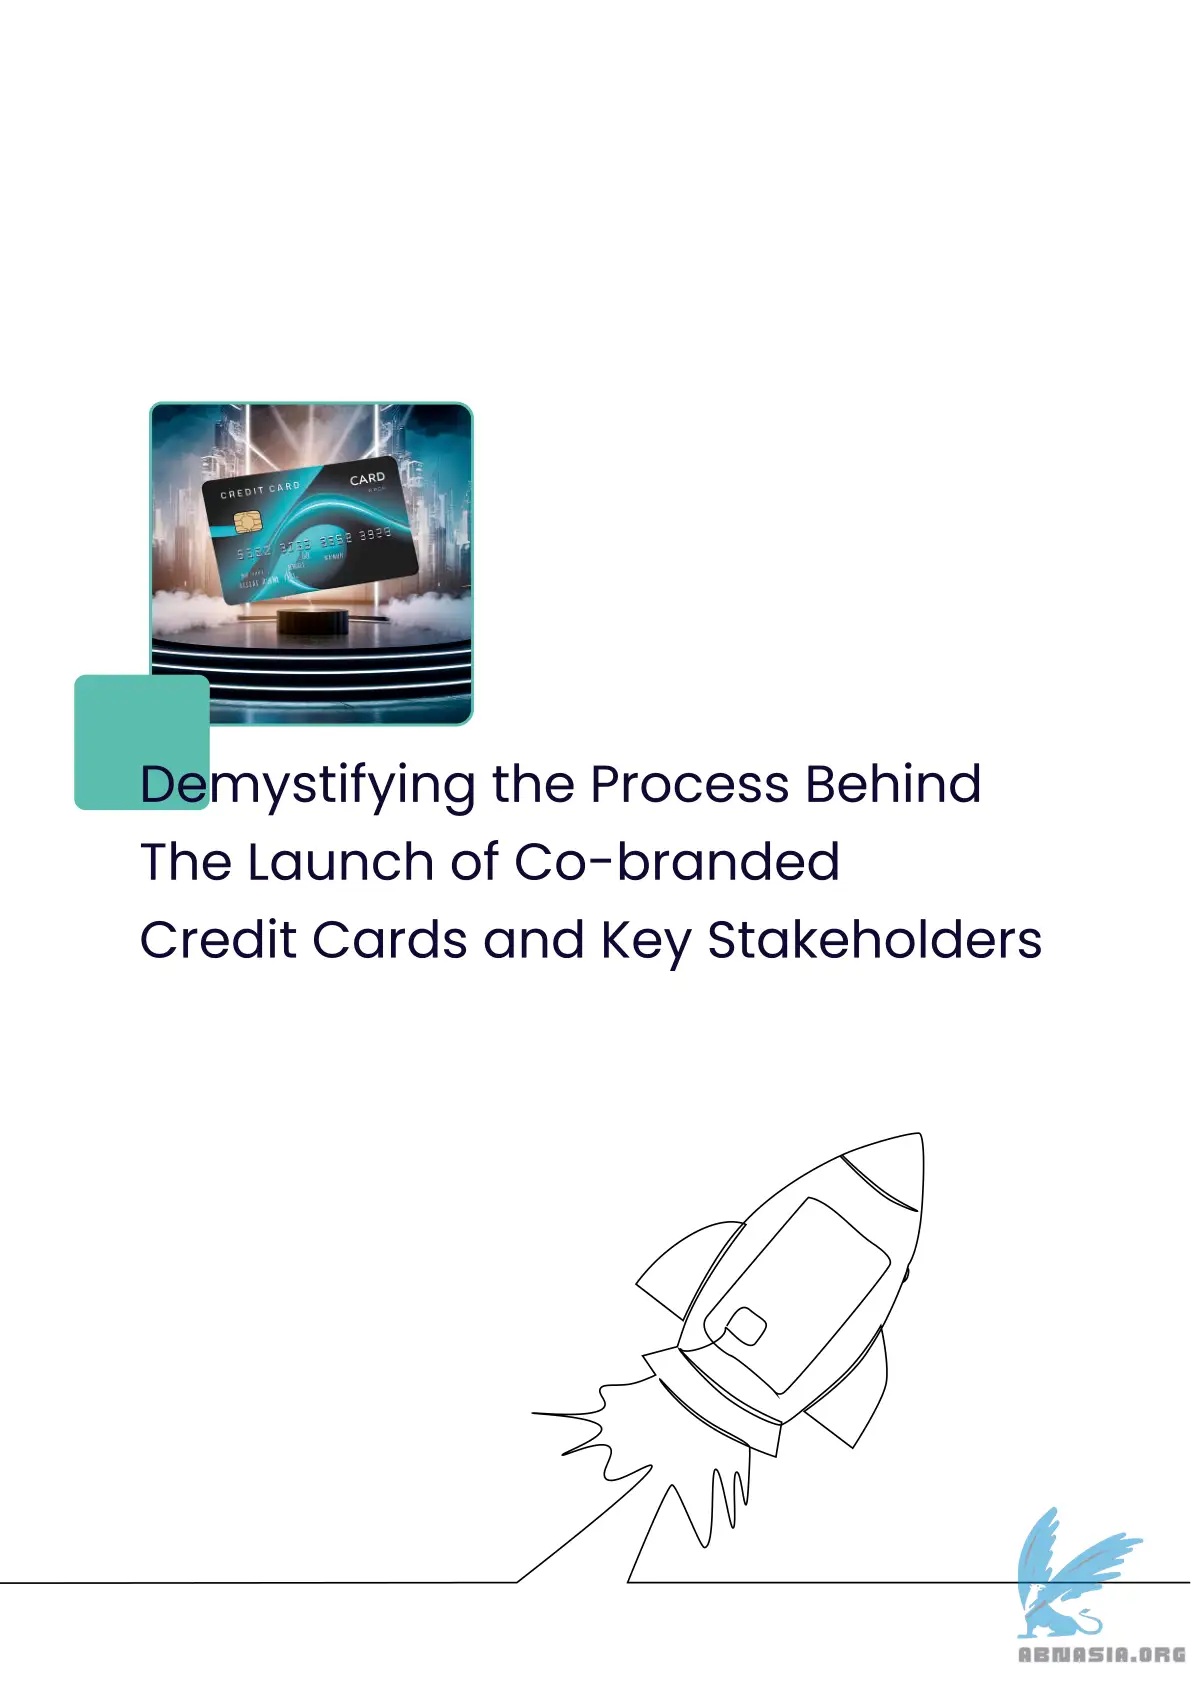 CREDIT CARD
CARD
Demystifying the Process Behind
The Launch of Co-branded
Credit Cards and Key Stakeholders
ABNASIA.ORG